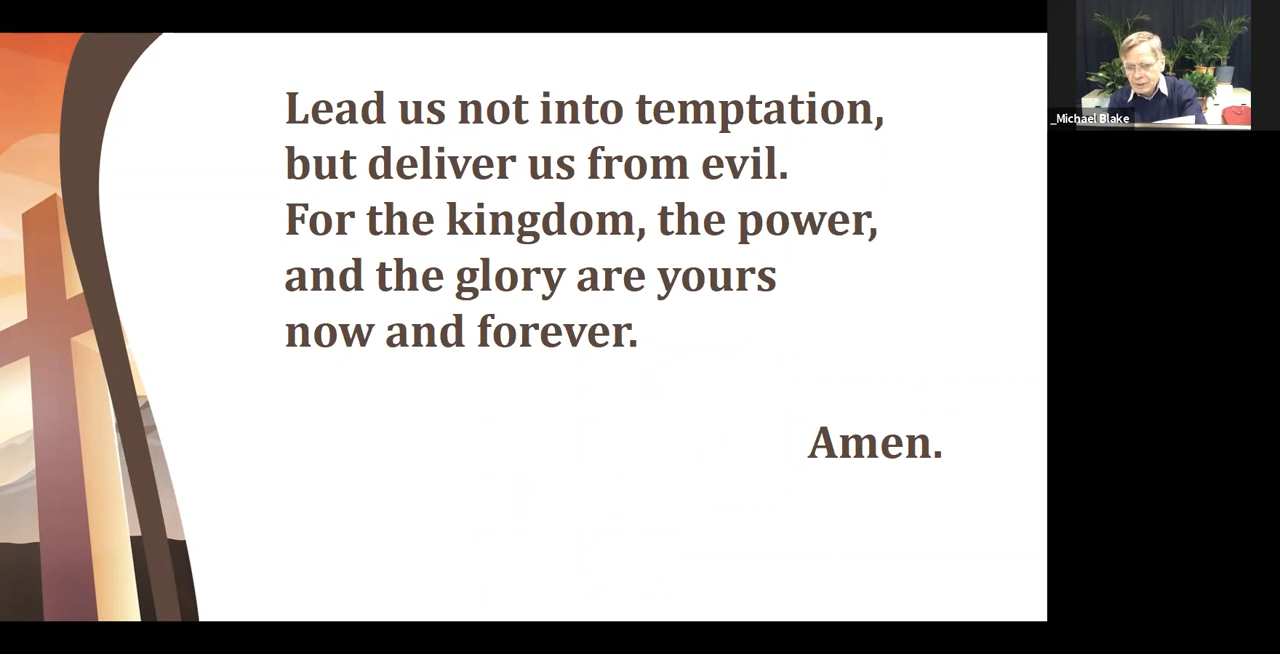 Lead us not into temptation,
but deliver us from evil.
For the kingdom, the power,
and the glory are yours
now and forever.
Amen.
_Michael Blake